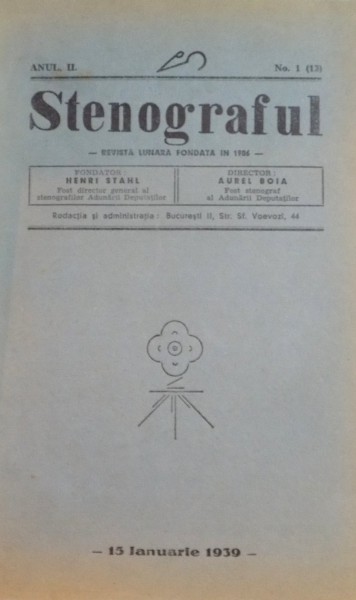 ANUL. II.
No. 1 (13)
Stenograful
— REVISTĂ LUNARĂ FONDATĂ IN 1906 —
FONDATOR :
HENRI STAHL
Fost director general al
stenografilor Adunării Deputaților
DIRECTOR :
AUREL BOIA
Fost stenograf
al Adunării Deputaților
Redacția și administrația : București II, Str. Sf. Voevozi, 44
— 15 Ianuarie 1939 —